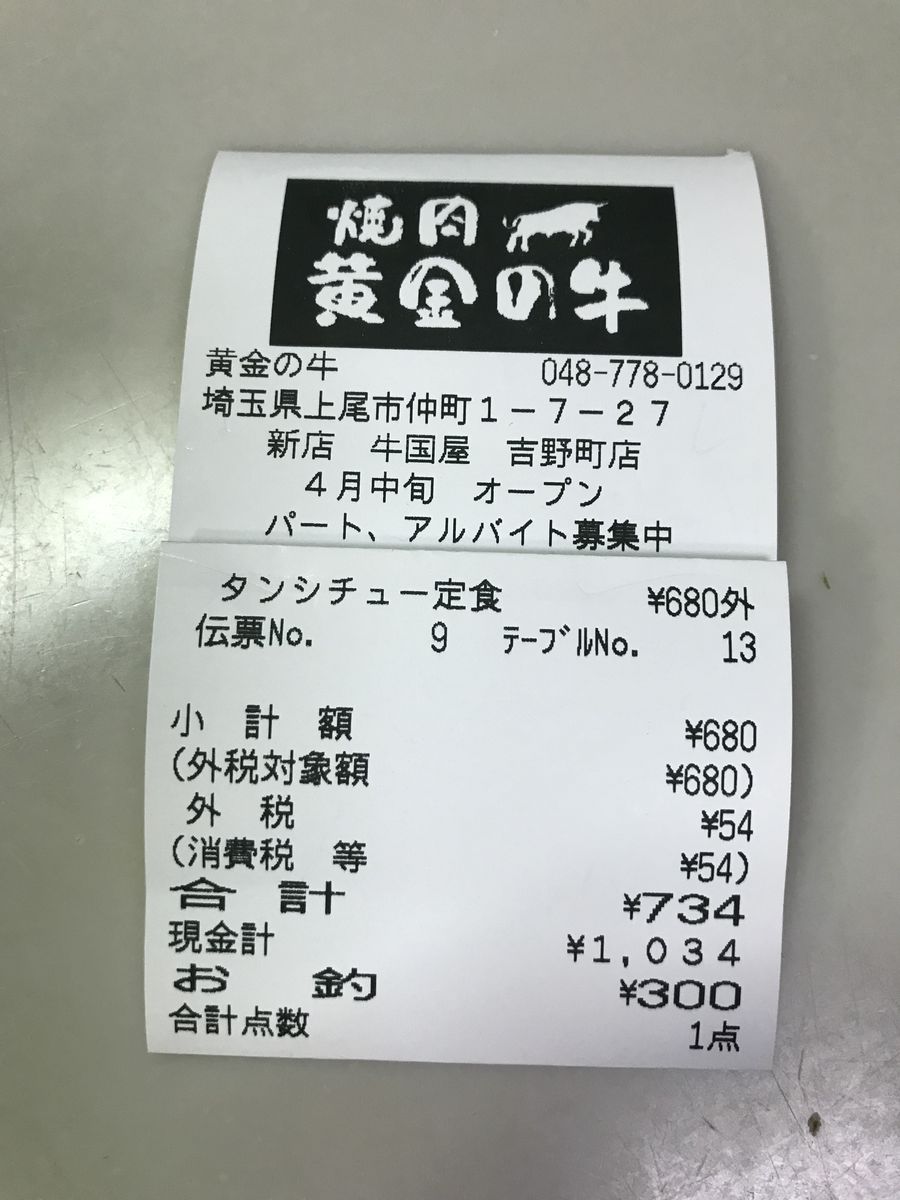 焼肉
黄金の牛
黄金の牛 048-778-0129
埼玉県上尾市仲町1-7-27
新店 牛国屋 吉野町店
4月中旬 オープン
パート、アルバイト募集中
タンシチュー定食 ¥680外
伝票No. 9 ﾃｰﾌﾞﾙNo. 13
小計額 ¥680
(外税対象額 ¥680)
外税 ¥54
(消費税等 ¥54)
合計 ¥734
現金計 ¥1,034
お釣 ¥300
合計点数 1点